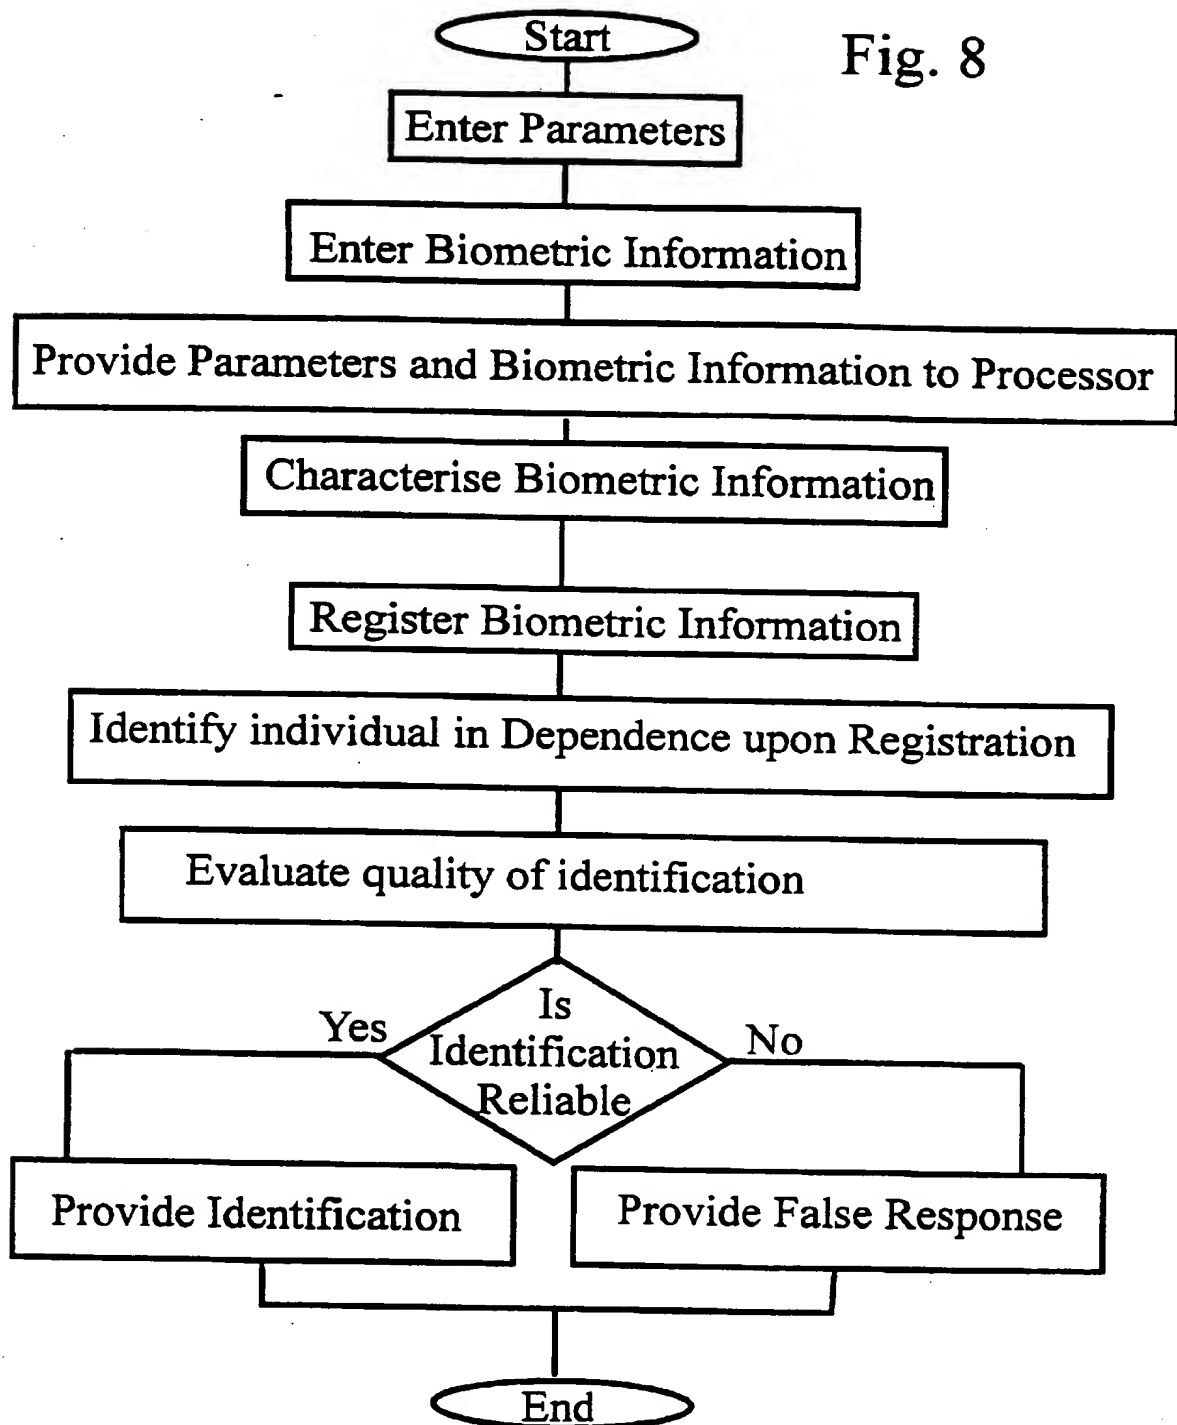 Start
Fig. 8
Enter Parameters
Enter Biometric Information
Provide Parameters and Biometric Information to Processor
Characterise Biometric Information
Register Biometric Information
Identify individual in Dependence upon Registration
Evaluate quality of identification
Is
Identification
Reliable
Yes
No
Provide Identification
Provide False Response
End